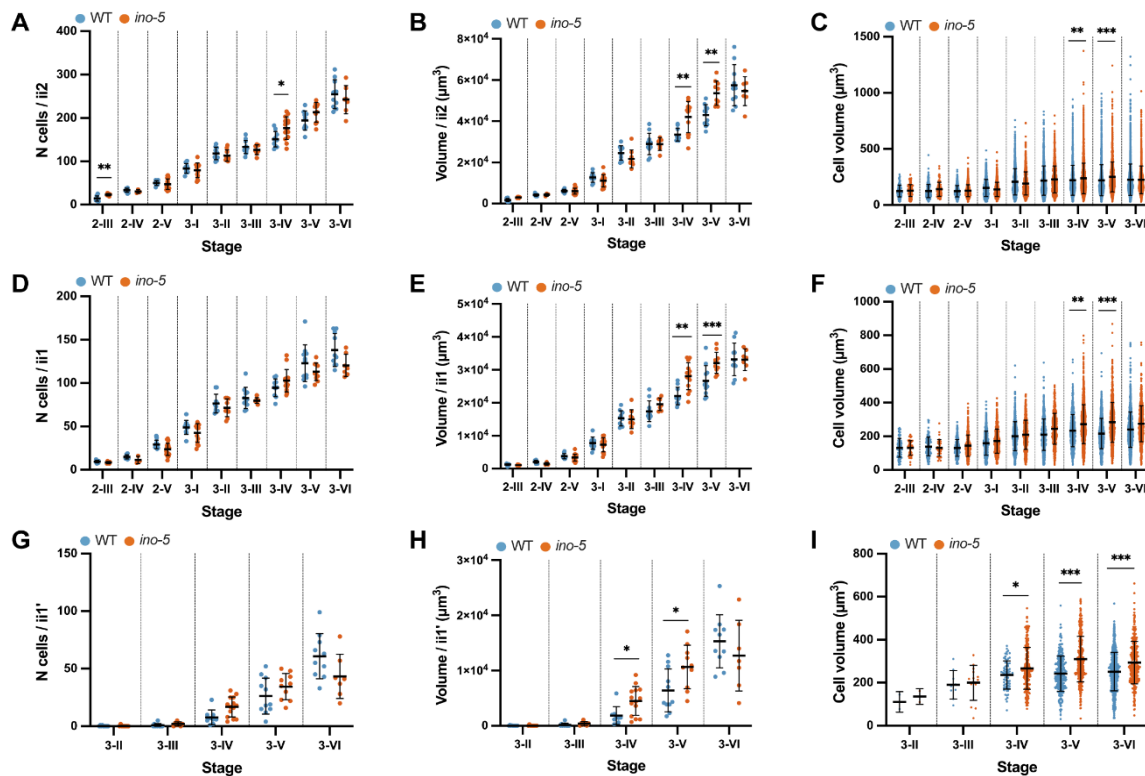 A
WT ino-5
N cells / ii2
400
300
200
100
0
** *
2-III 2-IV 2-V 3-I 3-II 3-III 3-IV 3-V 3-VI
Stage
B
WT ino-5
Volume / ii2 (µm³)
8×10⁴
6×10⁴
4×10⁴
2×10⁴
0
** **
2-III 2-IV 2-V 3-I 3-II 3-III 3-IV 3-V 3-VI
Stage
C
WT ino-5
Cell volume (µm³)
1500
1000
500
0
** ***
2-III 2-IV 2-V 3-I 3-II 3-III 3-IV 3-V 3-VI
Stage
D
WT ino-5
N cells / ii1
200
150
100
50
0
2-III 2-IV 2-V 3-I 3-II 3-III 3-IV 3-V 3-VI
Stage
E
WT ino-5
Volume / ii1 (µm³)
5×10⁴
4×10⁴
3×10⁴
2×10⁴
1×10⁴
0
** ***
2-III 2-IV 2-V 3-I 3-II 3-III 3-IV 3-V 3-VI
Stage
F
WT ino-5
Cell volume (µm³)
1000
800
600
400
200
0
** ***
2-III 2-IV 2-V 3-I 3-II 3-III 3-IV 3-V 3-VI
Stage
G
WT ino-5
N cells / ii1'
150
100
50
0
3-II 3-III 3-IV 3-V 3-VI
Stage
H
WT ino-5
Volume / ii1' (µm³)
3×10⁴
2×10⁴
1×10⁴
0
* *
3-II 3-III 3-IV 3-V 3-VI
Stage
I
WT ino-5
Cell volume (µm³)
800
600
400
200
0
* *** ***
3-II 3-III 3-IV 3-V 3-VI
Stage